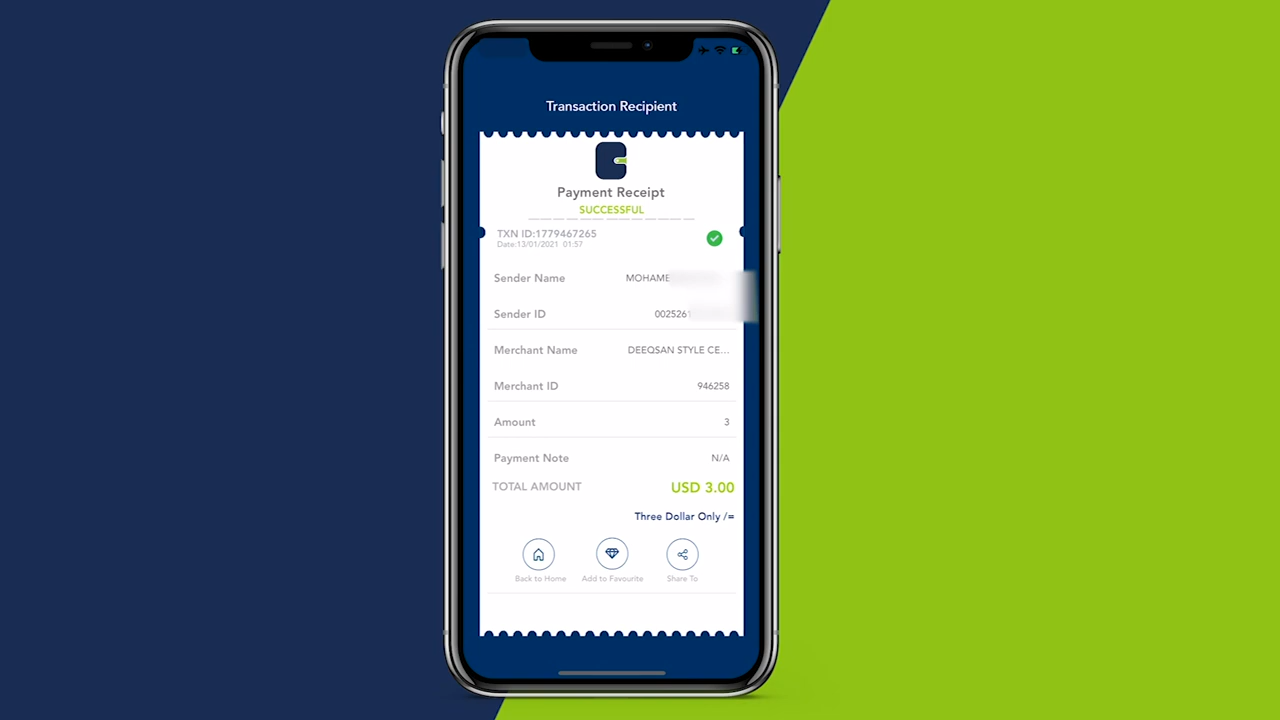 Transaction Recipient
Payment Receipt
SUCCESSFUL
TXN ID:1779467265
Date:13/01/2021 01:57
Sender Name MOHAME
Sender ID 0025261
Merchant Name DEEQSAN STYLE CE...
Merchant ID 946258
Amount 3
Payment Note N/A
TOTAL AMOUNT USD 3.00
Three Dollar Only /=
Back to Home Add to Favourite Share To